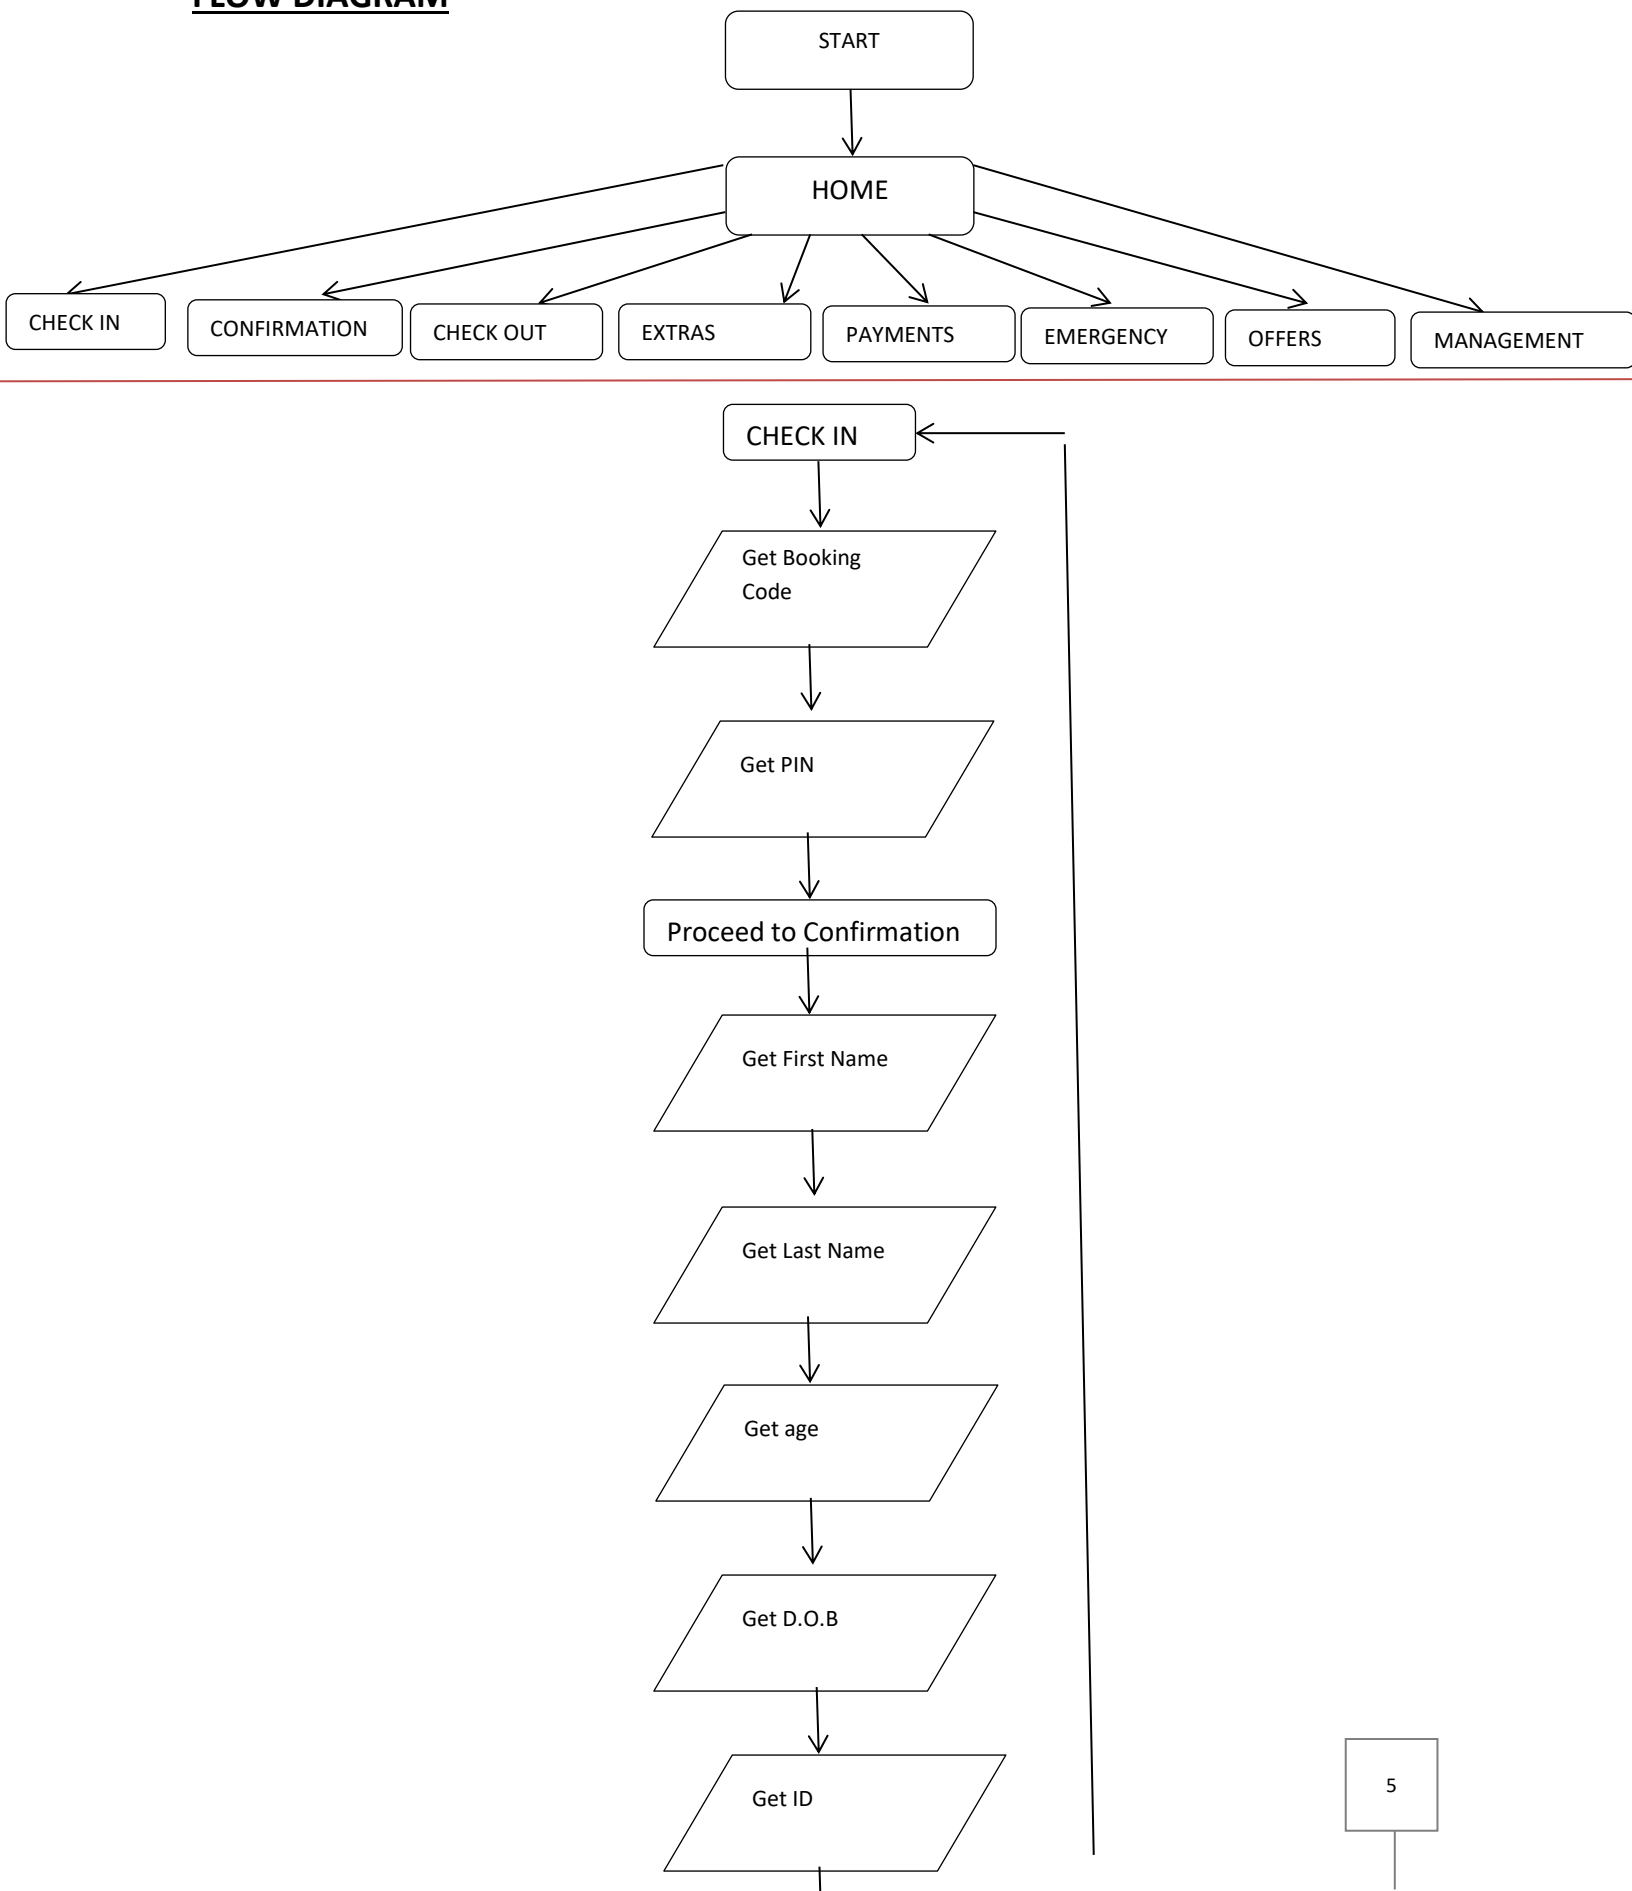 FLOW DIAGRAM
START
HOME
CHECK IN
CONFIRMATION
CHECK OUT
EXTRAS
PAYMENTS
EMERGENCY
OFFERS
MANAGEMENT
CHECK IN
Get Booking
Code
Get PIN
Proceed to Confirmation
Get First Name
Get Last Name
Get age
Get D.O.B
Get ID
5